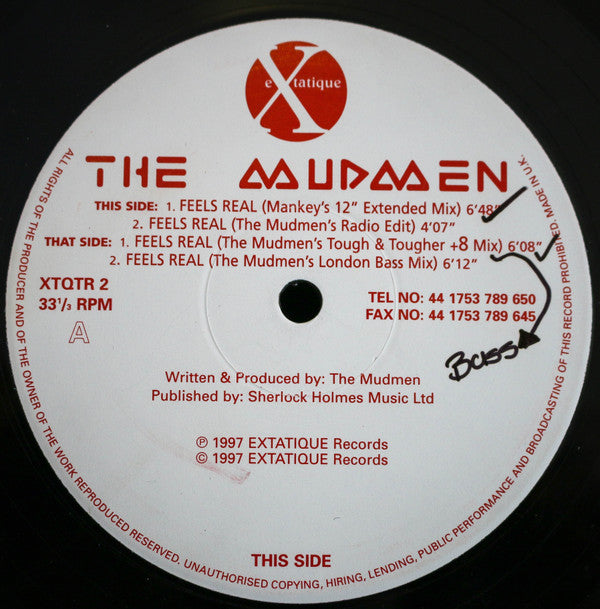 eXtatique
THE MUDMEN
THIS SIDE: 1. FEELS REAL (Mankey's 12" Extended Mix) 6'48"
2. FEELS REAL (The Mudmen's Radio Edit) 4'07"
THAT SIDE: 1. FEELS REAL (The Mudmen's Tough & Tougher +8 Mix) 6'08"
2. FEELS REAL (The Mudmen's London Bass Mix) 6'12"
XTQTR 2
33⅓ RPM
A
TEL NO: 44 1753 789 650
FAX NO: 44 1753 789 645
Bass
Written & Produced by: The Mudmen
Published by: Sherlock Holmes Music Ltd
℗ 1997 EXTATIQUE Records
© 1997 EXTATIQUE Records
THIS SIDE
ALL RIGHTS OF THE PRODUCER AND OF THE OWNER OF THE WORK REPRODUCED RESERVED. UNAUTHORISED COPYING, HIRING, LENDING, PUBLIC PERFORMANCE AND BROADCASTING OF THIS RECORD PROHIBITED. MADE IN U.K.